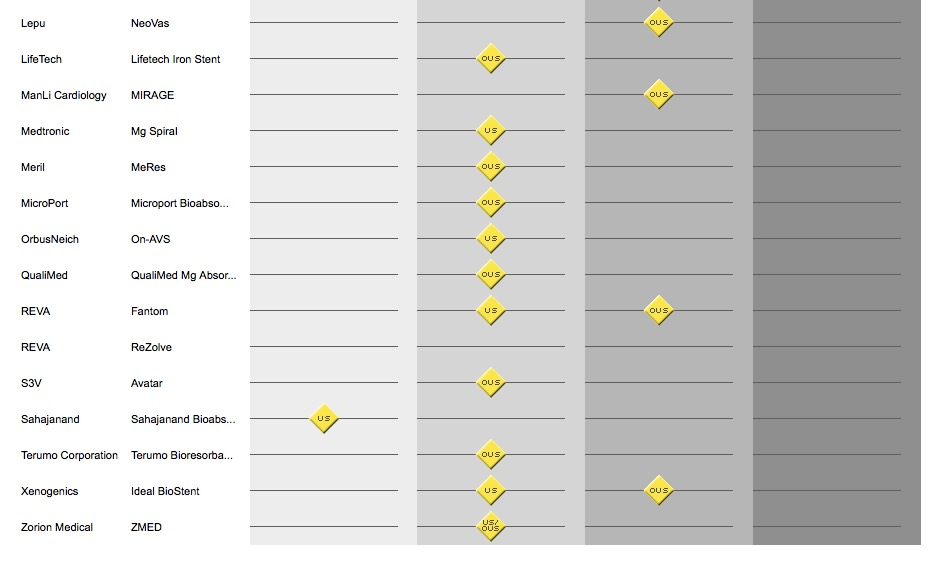 Lepu NeoVas OUS
LifeTech Lifetech Iron Stent OUS
ManLi Cardiology MIRAGE OUS
Medtronic Mg Spiral US
Meril MeRes OUS
MicroPort Microport Bioabso... OUS
OrbusNeich On-AVS US
QualiMed QualiMed Mg Absor... OUS
REVA Fantom US OUS
REVA ReZolve
S3V Avatar OUS
Sahajanand Sahajanand Bioabs... US
Terumo Corporation Terumo Bioresorba... OUS
Xenogenics Ideal BioStent US OUS
Zorion Medical ZMED US/
OUS